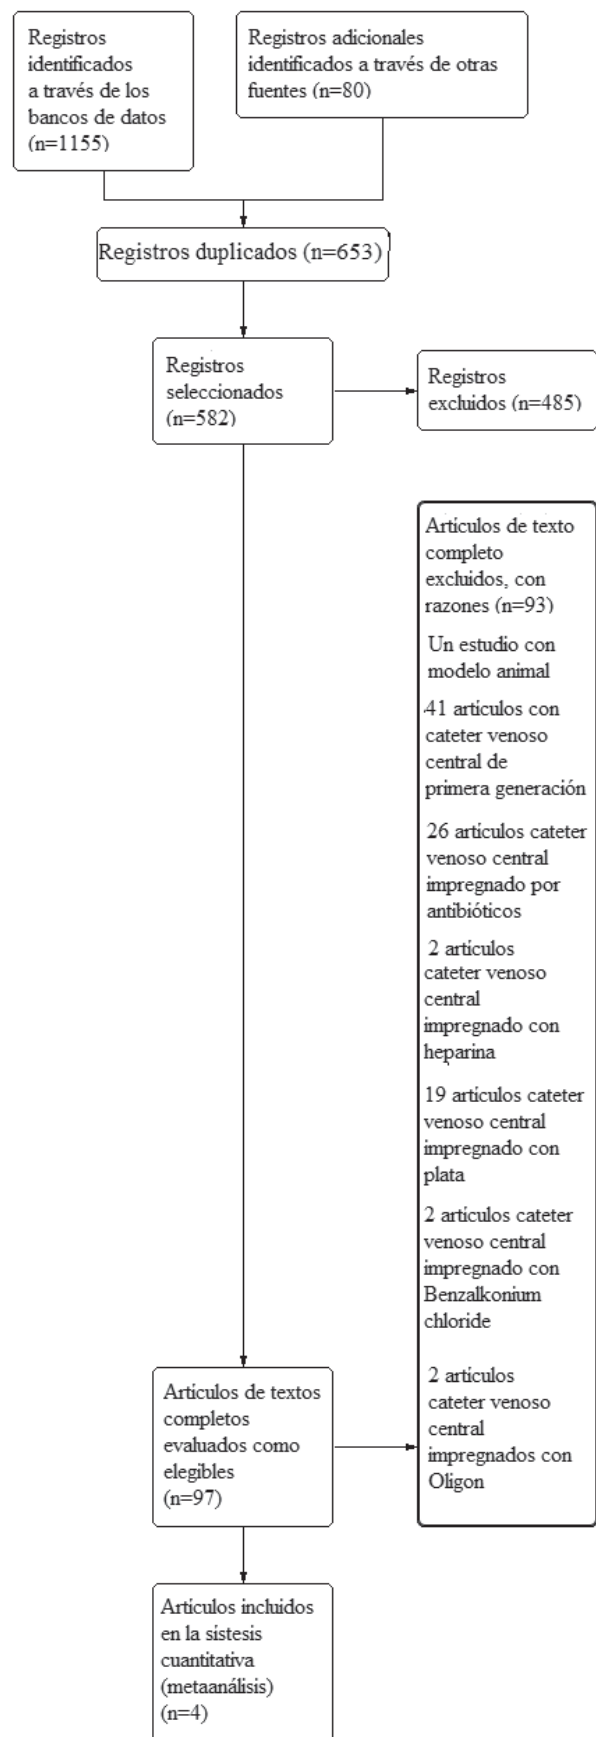 Registros
identificados
a través de los
bancos de datos
(n=1155)
Registros adicionales
identificados a través de otras
fuentes (n=80)
Registros duplicados (n=653)
Registros
seleccionados
(n=582)
Registros
excluidos (n=485)
Artículos de texto
completo
excluidos, con
razones (n=93)
Un estudio con
modelo animal
41 artículos con
cateter venoso
central de
primera generación
26 artículos cateter
venoso central
impregnado por
antibióticos
2 artículos
cateter venoso
central
impregnado con
heparina
19 artículos cateter
venoso central
impregnado con
plata
2 artículos cateter
venoso central
impregnado con
Benzalkonium
chloride
2 artículos
cateter venoso
central
impregnados con
Oligon
Artículos de textos
completos
evaluados como
elegibles
(n=97)
Artículos incluidos
en la sístesis
cuantitativa
(metaanálisis)
(n=4)